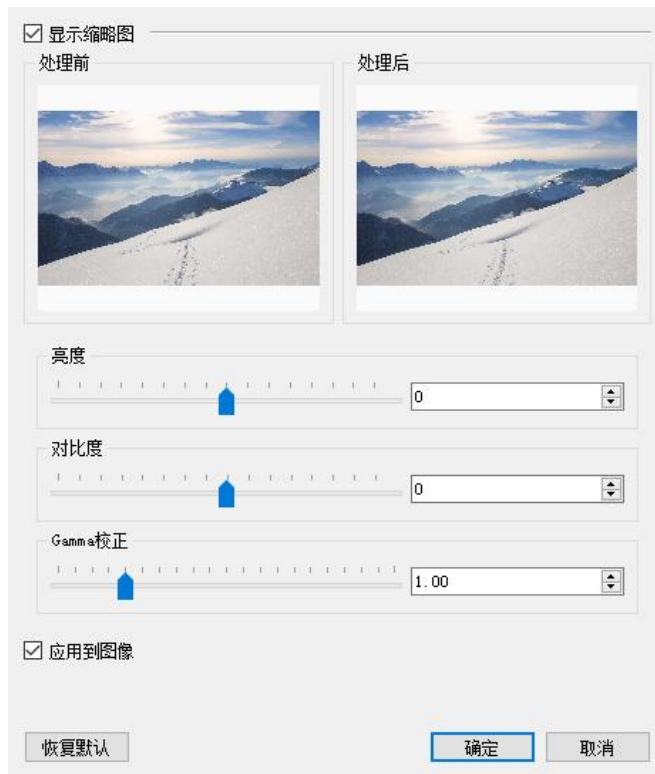 显示缩略图
处理前
处理后
亮度
0
对比度
0
Gamma校正
1.00
应用到图像
恢复默认
确定
取消